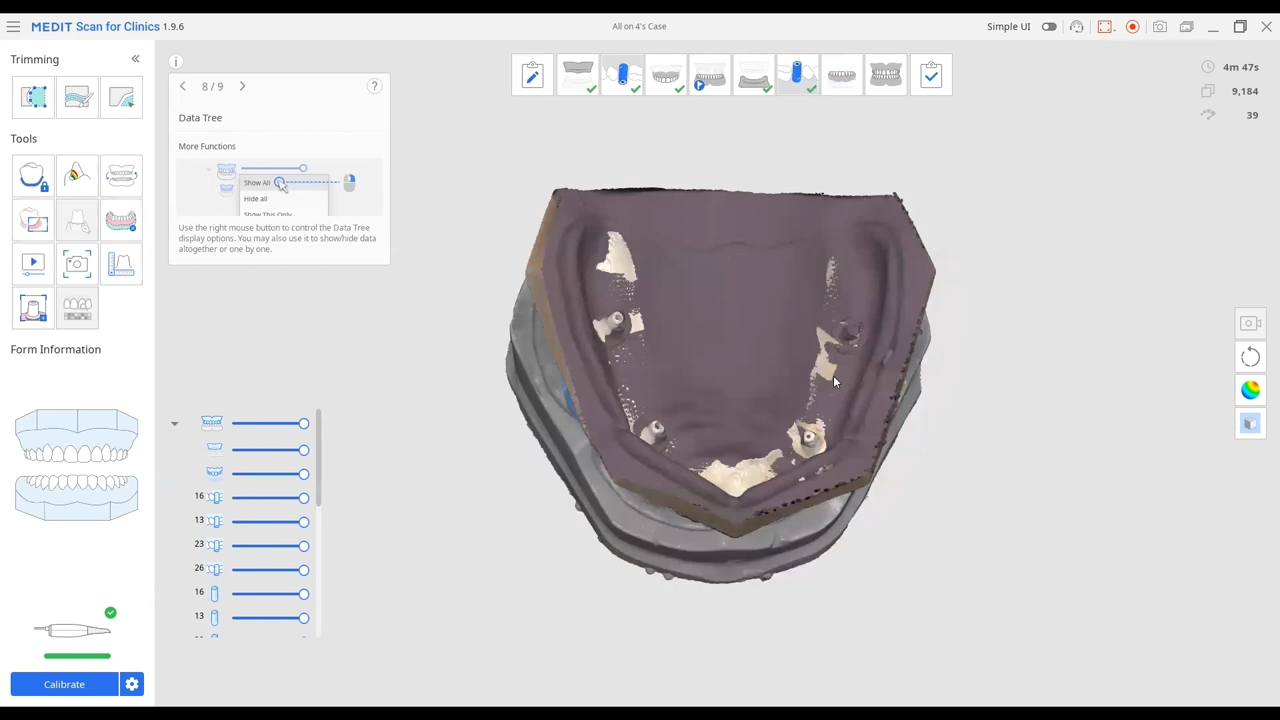 MEDIT Scan for Clinics 1.9.6
All on 4's Case
Simple UI
Trimming
Tools
Form Information
Calibrate
8 / 9
?
Data Tree
More Functions
Show All
Hide all
Show This Only
Use the right mouse button to control the Data Tree
display options. You may also use it to show/hide data
altogether or one by one.
16
13
23
26
16
13
4m 47s
9,184
39